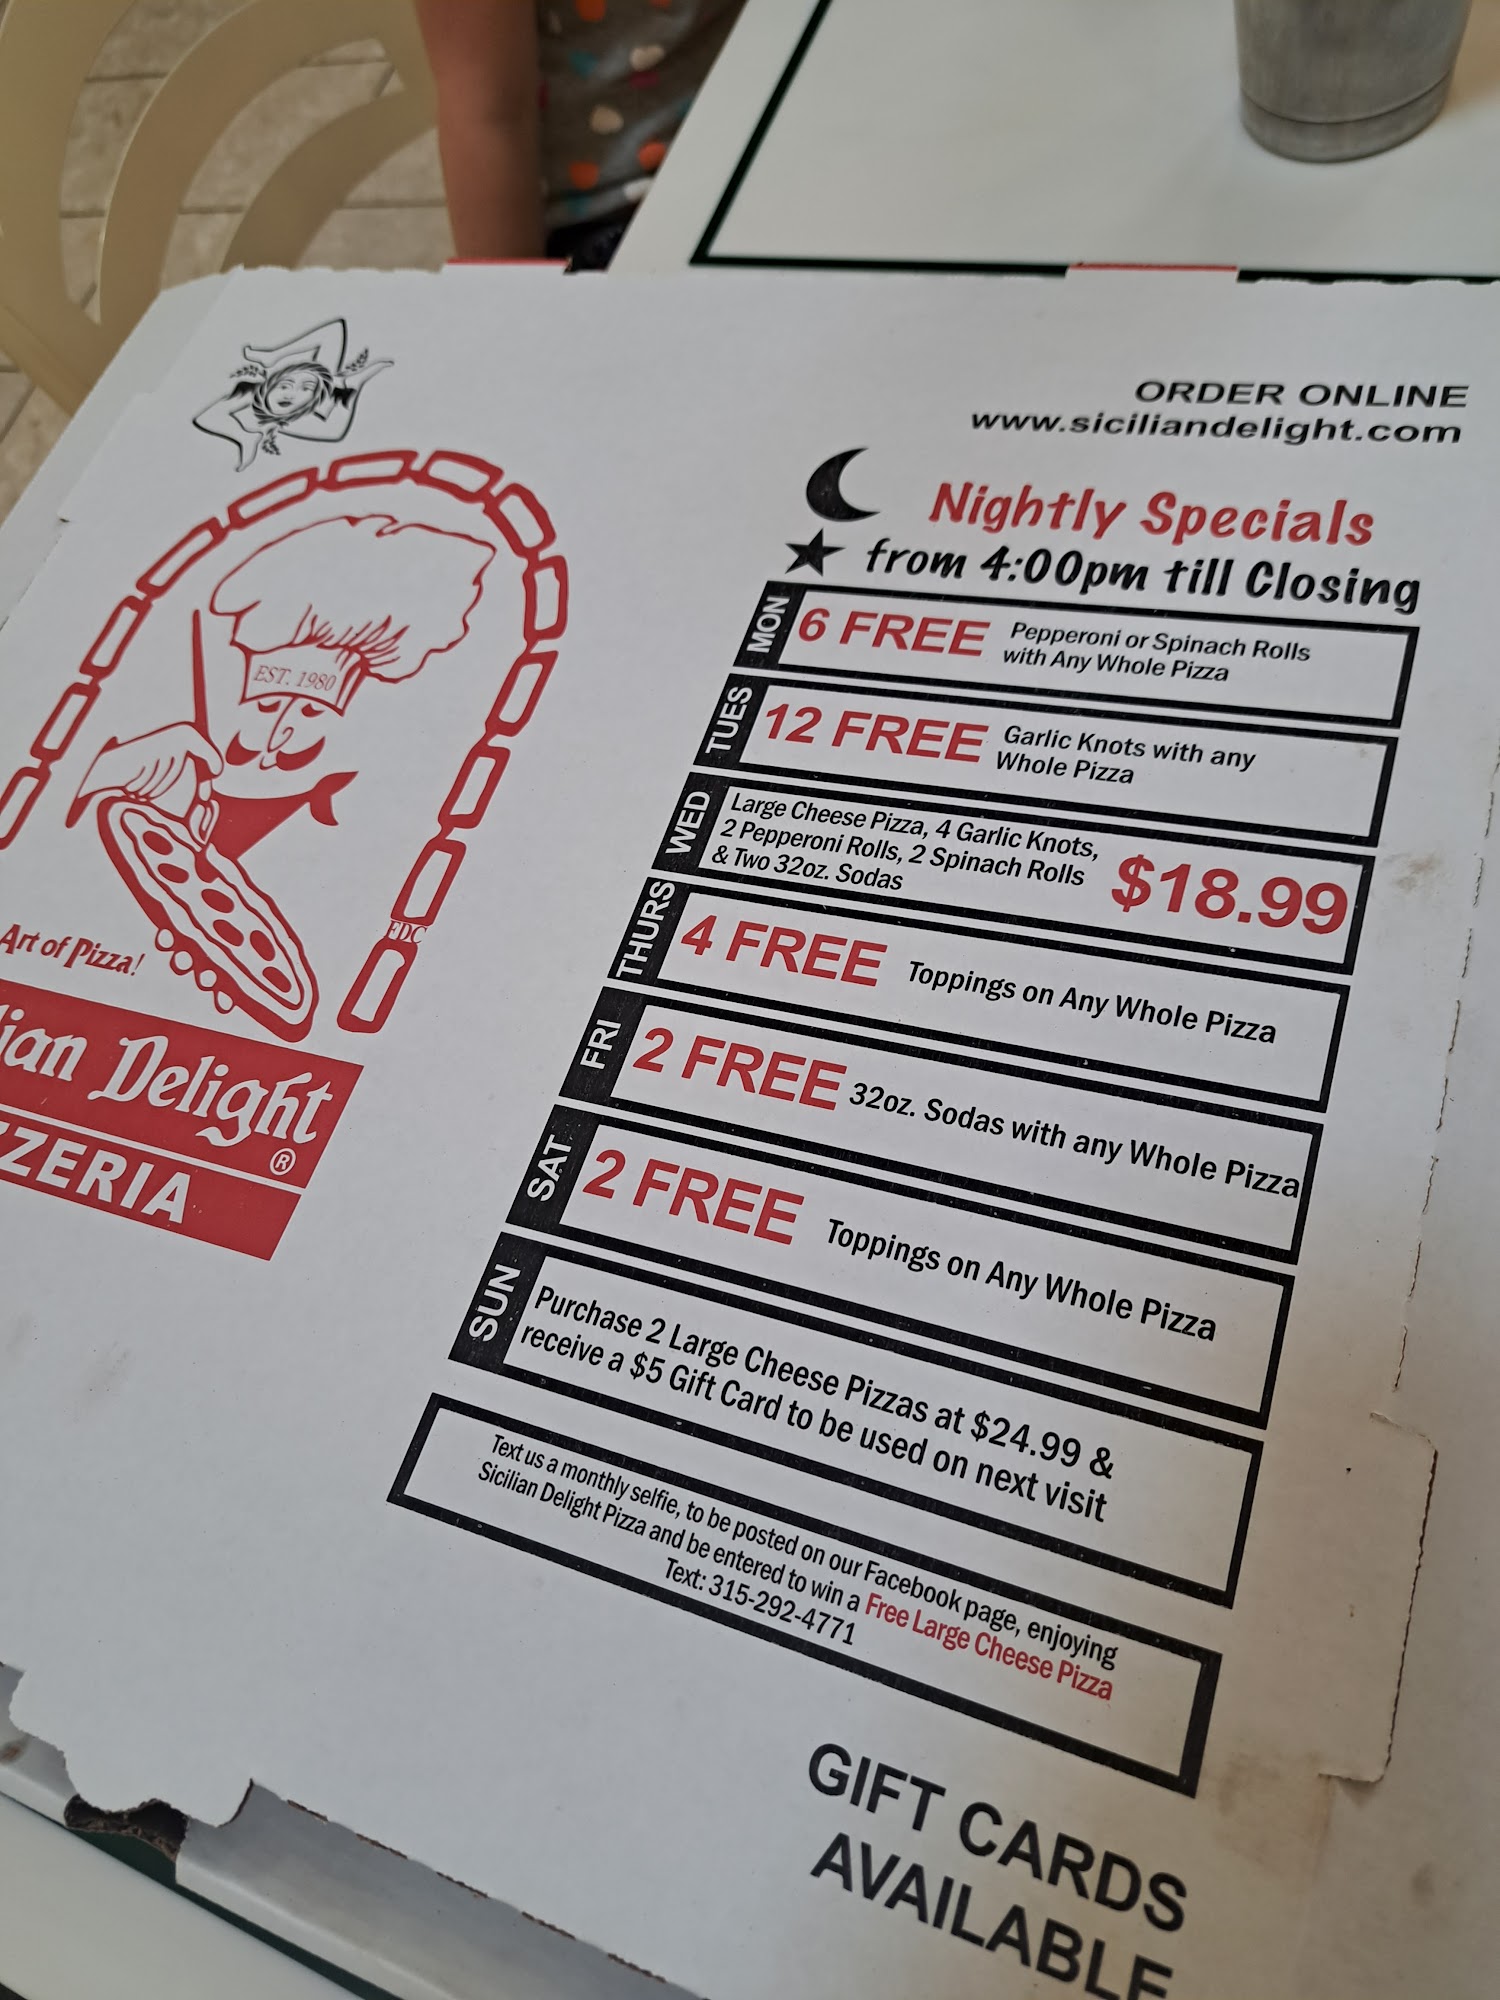 ORDER ONLINE
www.siciliandelight.com
Nightly Specials
from 4:00pm till Closing
MON
6 FREE
Pepperoni or Spinach Rolls
with Any Whole Pizza
TUES
12 FREE
Garlic Knots with any
Whole Pizza
WED
Large Cheese Pizza, 4 Garlic Knots,
2 Pepperoni Rolls, 2 Spinach Rolls
& Two 32oz. Sodas
$18.99
THURS
4 FREE
Toppings on Any Whole Pizza
FRI
2 FREE
32oz. Sodas with any Whole Pizza
SAT
2 FREE
Toppings on Any Whole Pizza
SUN
Purchase 2 Large Cheese Pizzas at $24.99 &
receive a $5 Gift Card to be used on next visit
Text us a monthly selfie, to be posted on our Facebook page, enjoying
Sicilian Delight Pizza and be entered to win a Free Large Cheese Pizza
Text: 315-292-4771
GIFT CARDS
AVAILABLE
EST. 1980
FDC
Art of Pizza!
lian Delight ®
ZZERIA